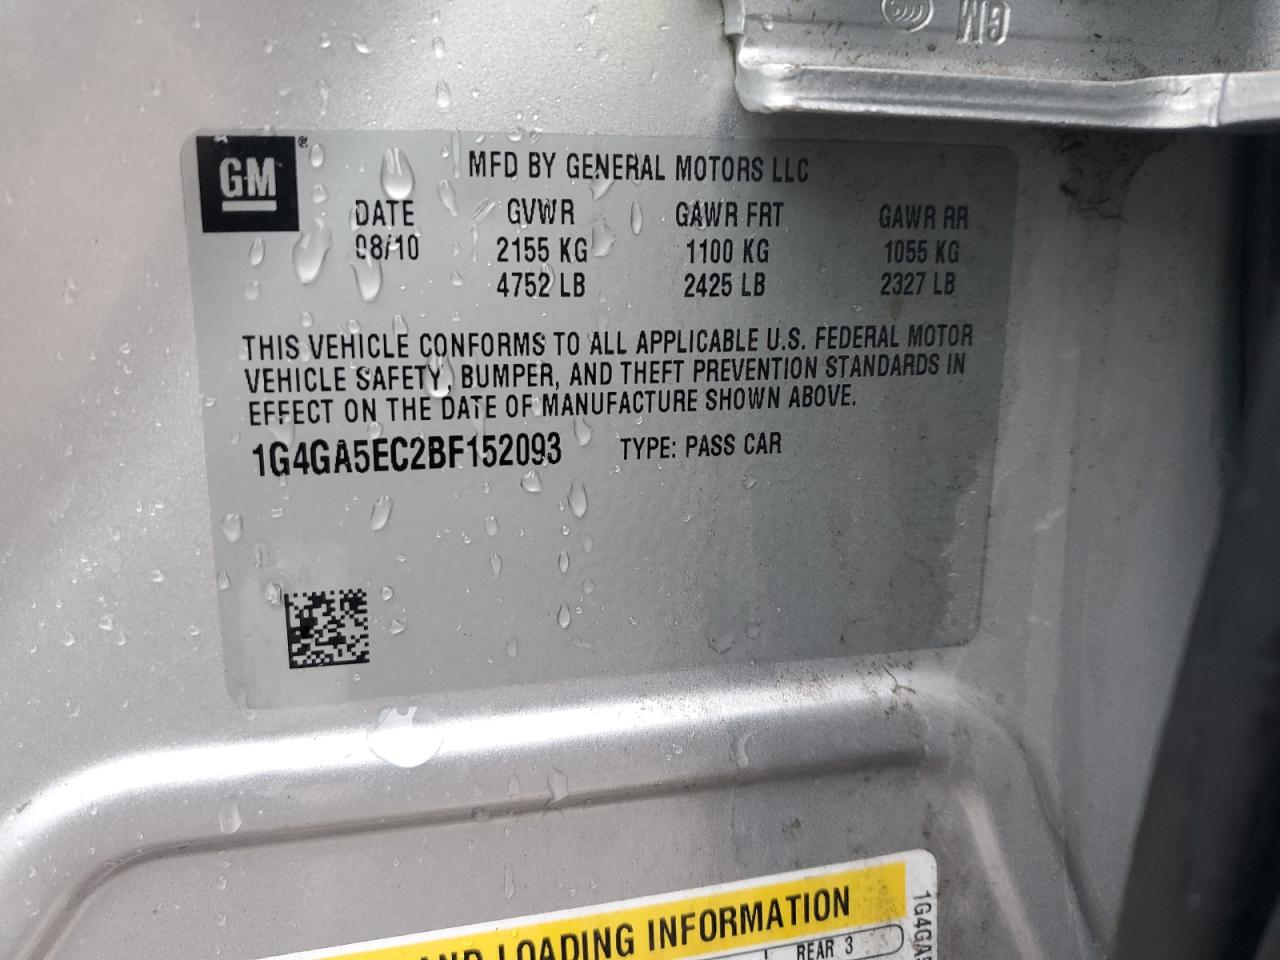 GM
GM ®
MFD BY GENERAL MOTORS LLC
DATE GVWR GAWR FRT GAWR RR
08/10 2155 KG 1100 KG 1055 KG
4752 LB 2425 LB 2327 LB
THIS VEHICLE CONFORMS TO ALL APPLICABLE U.S. FEDERAL MOTOR
VEHICLE SAFETY, BUMPER, AND THEFT PREVENTION STANDARDS IN
EFFECT ON THE DATE OF MANUFACTURE SHOWN ABOVE.
1G4GA5EC2BF152093 TYPE: PASS CAR
AND LOADING INFORMATION
REAR 3
1G4GA5